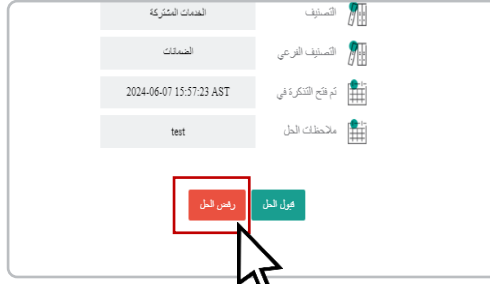 التصنيف الخدمات المشتركة
التصنيف الفرعي الضمانات
تم فتح التذكرة في 2024-06-07 15:57:23 AST
ملاحظات الحل test
قبول الحل رفض الحل